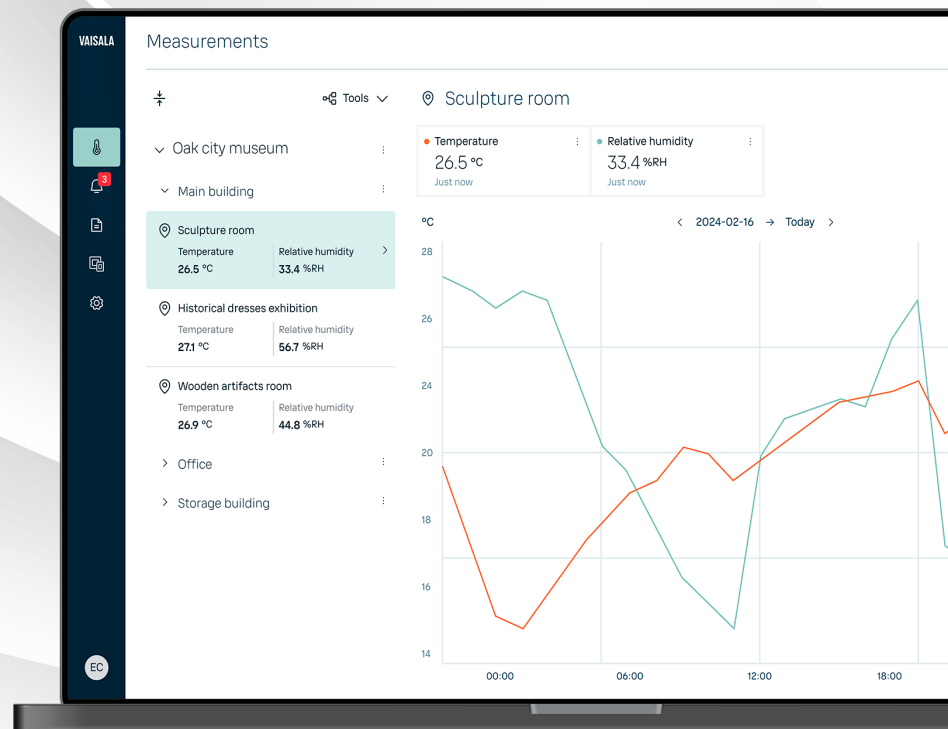 VAISALA
Measurements
Tools
Oak city museum
Main building
Sculpture room
Temperature
Relative humidity
26.5 °C
33.4 %RH
Historical dresses exhibition
Temperature
Relative humidity
27.1 °C
56.7 %RH
Wooden artifacts room
Temperature
Relative humidity
26.9 °C
44.8 %RH
Office
Storage building
3
EC
Sculpture room
Temperature
26.5 °C
Just now
Relative humidity
33.4 %RH
Just now
°C
2024-02-16 → Today
28
26
24
20
18
16
14
00:00
06:00
12:00
18:00